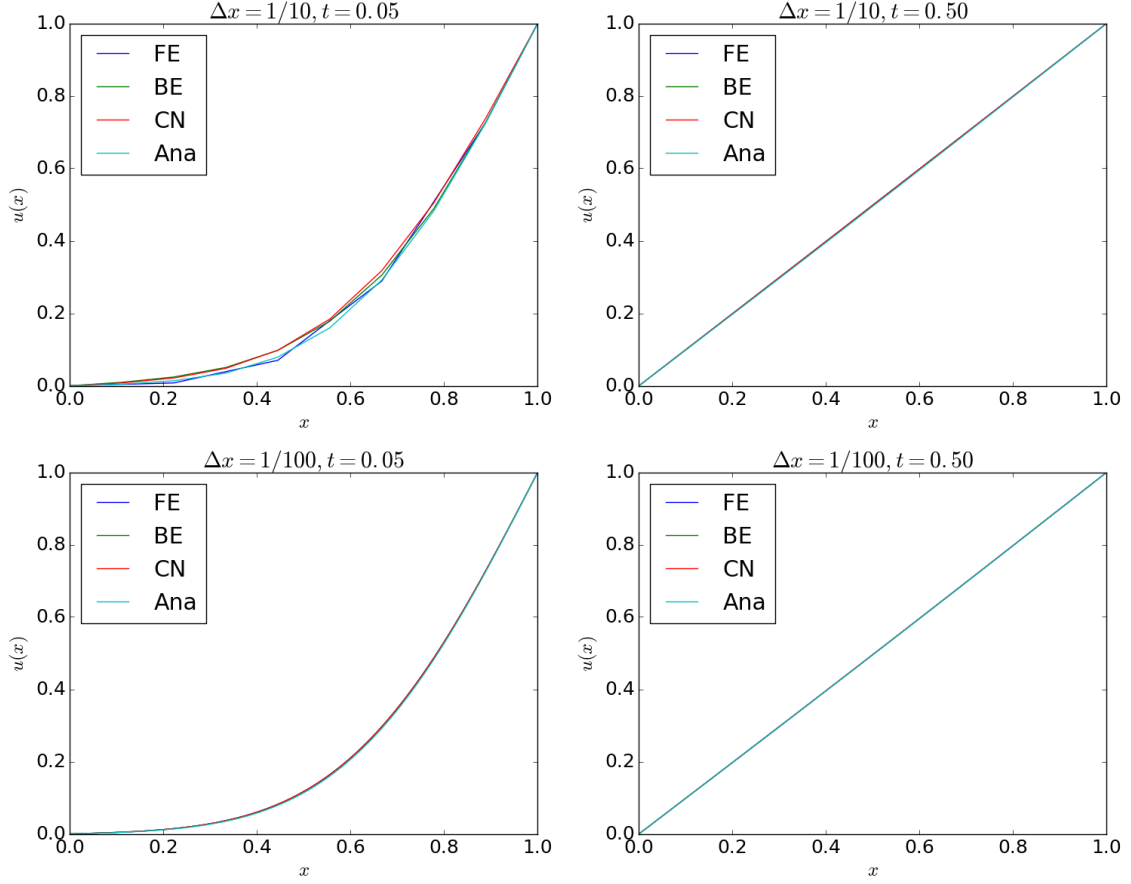 Δx = 1/10, t = 0.05
1.0
0.8
0.6
0.4
0.2
0.0
u(x)
FE
BE
CN
Ana
0.0 0.2 0.4 0.6 0.8 1.0
x
Δx = 1/10, t = 0.50
1.0
0.8
0.6
0.4
0.2
0.0
u(x)
FE
BE
CN
Ana
0.0 0.2 0.4 0.6 0.8 1.0
x
Δx = 1/100, t = 0.05
1.0
0.8
0.6
0.4
0.2
0.0
u(x)
FE
BE
CN
Ana
0.0 0.2 0.4 0.6 0.8 1.0
x
Δx = 1/100, t = 0.50
1.0
0.8
0.6
0.4
0.2
0.0
u(x)
FE
BE
CN
Ana
0.0 0.2 0.4 0.6 0.8 1.0
x